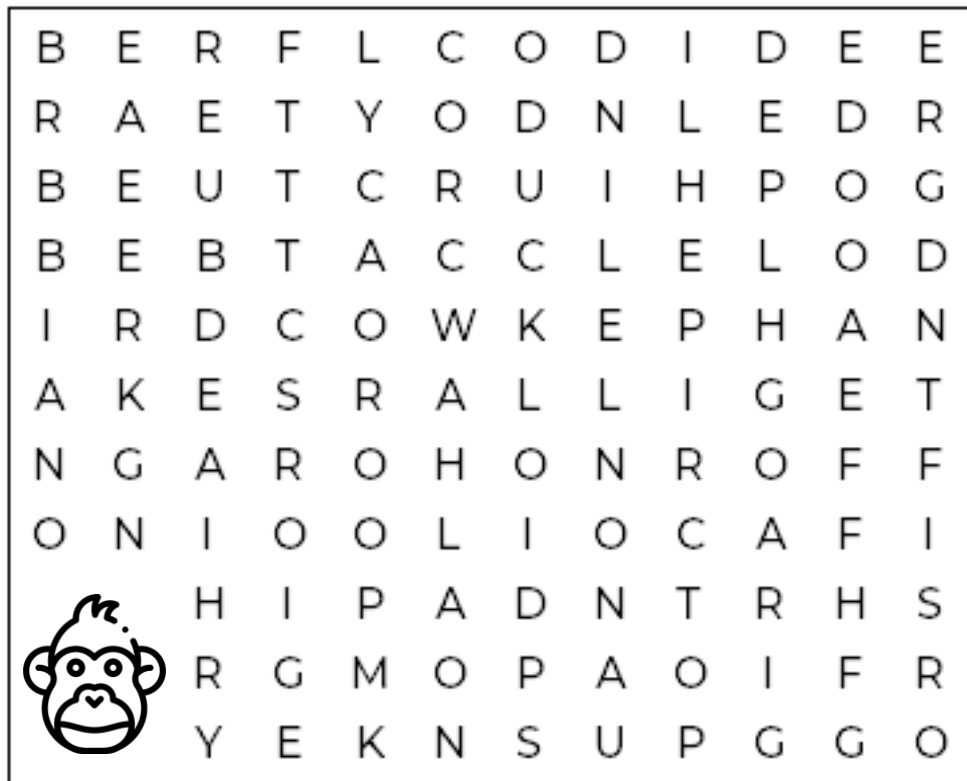 B E R F L C O D I D E E
R A E T Y O D N L E D R
B E U T C R U I H P O G
B E B T A C C L E L O D
I R D C O W K E P H A N
A K E S R A L L I G E T
N G A R O H O N R O F F
O N I O O L I O C A F I
H I P A D N T R H S
R G M O P A O I F R
Y E K N S U P G G O